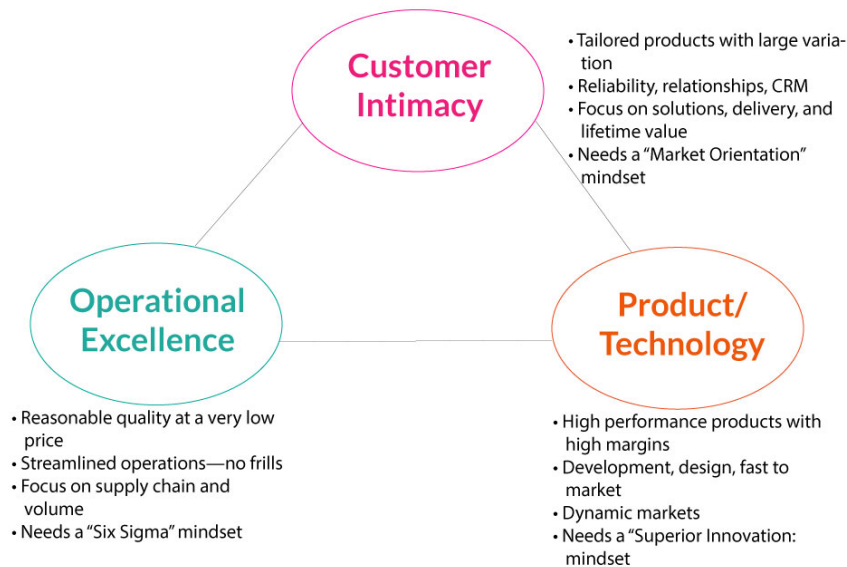 Customer
Intimacy
• Tailored products with large varia-
tion
• Reliability, relationships, CRM
• Focus on solutions, delivery, and
lifetime value
• Needs a “Market Orientation”
mindset
Operational
Excellence
• Reasonable quality at a very low
price
• Streamlined operations—no frills
• Focus on supply chain and
volume
• Needs a “Six Sigma” mindset
Product/
Technology
• High performance products with
high margins
• Development, design, fast to
market
• Dynamic markets
• Needs a “Superior Innovation:
mindset